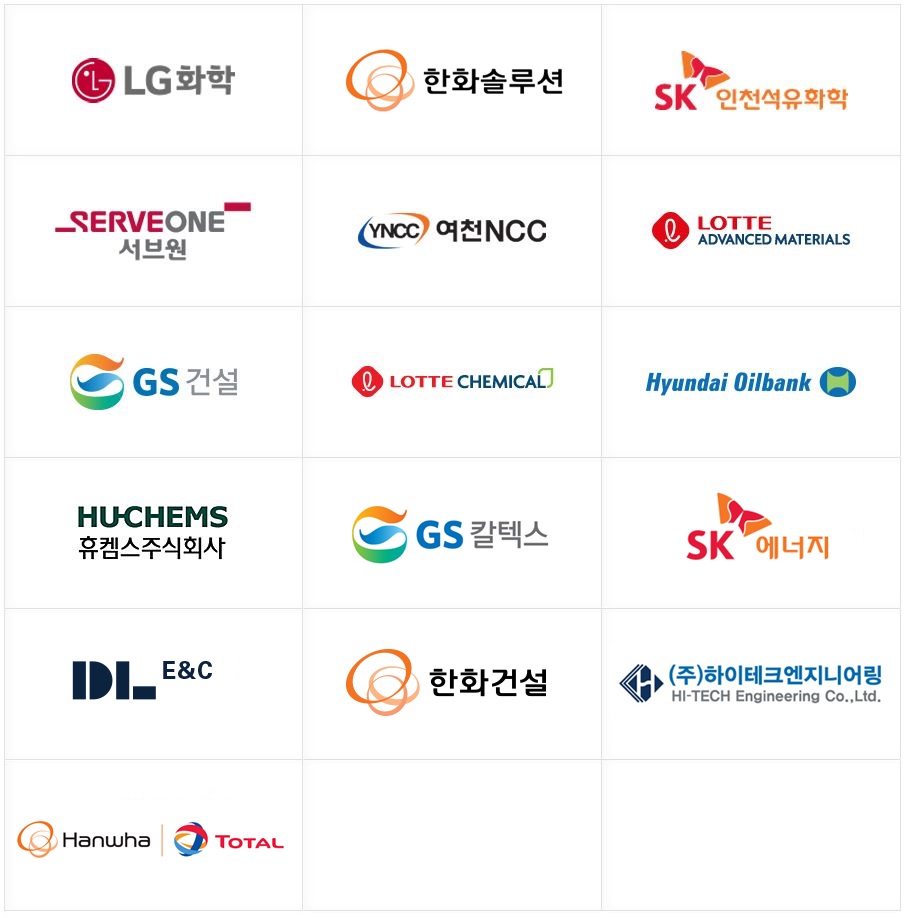 LG화학
한화솔루션
SK 인천석유화학
SERVEONE
서브원
YNCC 여천NCC
LOTTE
ADVANCED MATERIALS
GS 건설
LOTTE CHEMICAL
Hyundai Oilbank
HU-CHEMS
휴켐스주식회사
GS 칼텍스
SK 에너지
DL E&C
한화건설
(주)하이테크엔지니어링
HI-TECH Engineering Co.,Ltd.
Hanwha TOTAL